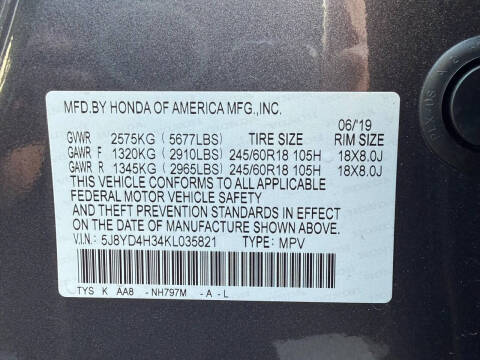 MFD.BY HONDA OF AMERICA MFG.,INC.
06/'19
GVWR 2575KG (5677LBS) TIRE SIZE RIM SIZE
GAWR F 1320KG (2910LBS) 245/60R18 105H 18X8.0J
GAWR R 1345KG (2965LBS) 245/60R18 105H 18X8.0J
THIS VEHICLE CONFORMS TO ALL APPLICABLE
FEDERAL MOTOR VEHICLE SAFETY
AND THEFT PREVENTION STANDARDS IN EFFECT
ON THE DATE OF MANUFACTURE SHOWN ABOVE.
V.I.N.: 5J8YD4H34KL035821 TYPE: MPV
TYS K AA8 - NH797M - A - L